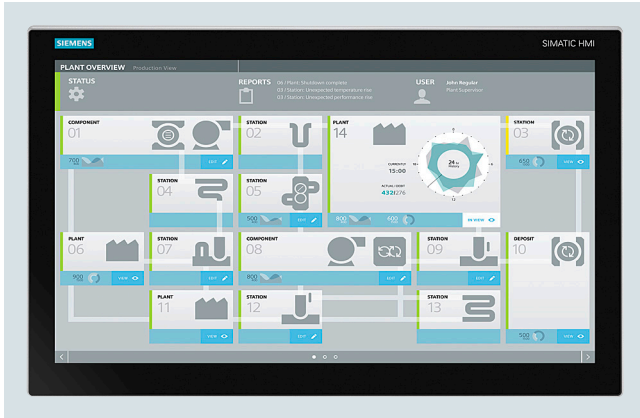 SIEMENS
SIMATIC HMI
PLANT OVERVIEW Production View
STATUS
REPORTS
06 / Plant: Shutdown complete
03 / Station: Unexpected temperature rise
03 / Station: Unexpected performance rise
USER
John Regular
Plant Supervisor
COMPONENT
01
700
EDIT
STATION
02
PLANT
14
CURRENTLY
15:00
24 hr
ACTUAL / DEBIT
432/276
800
600
IN VIEW
STATION
03
650
VIEW
STATION
04
STATION
05
500
EDIT
PLANT
06
900
VIEW
STATION
07
EDIT
COMPONENT
08
800
EDIT
STATION
09
EDIT
DEPOSIT
10
500
VIEW
PLANT
11
VIEW
STATION
12
EDIT
STATION
13